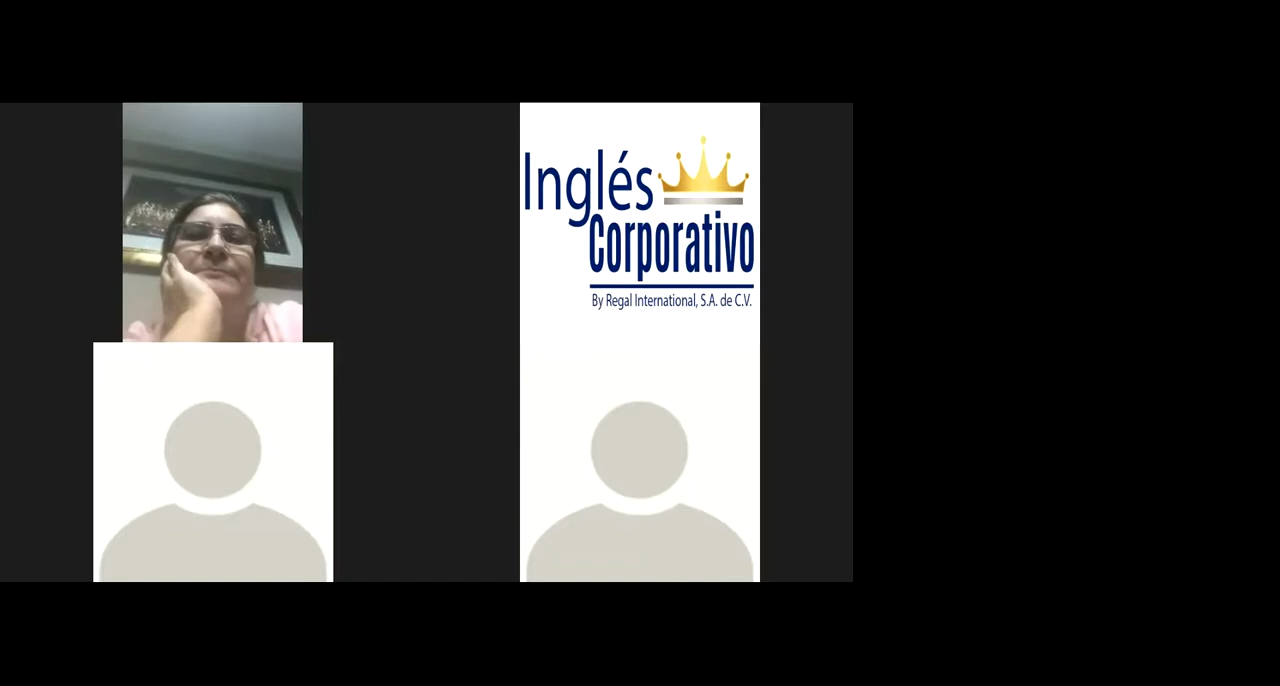 Inglés
Corporativo
By Regal International, S.A. de C.V.